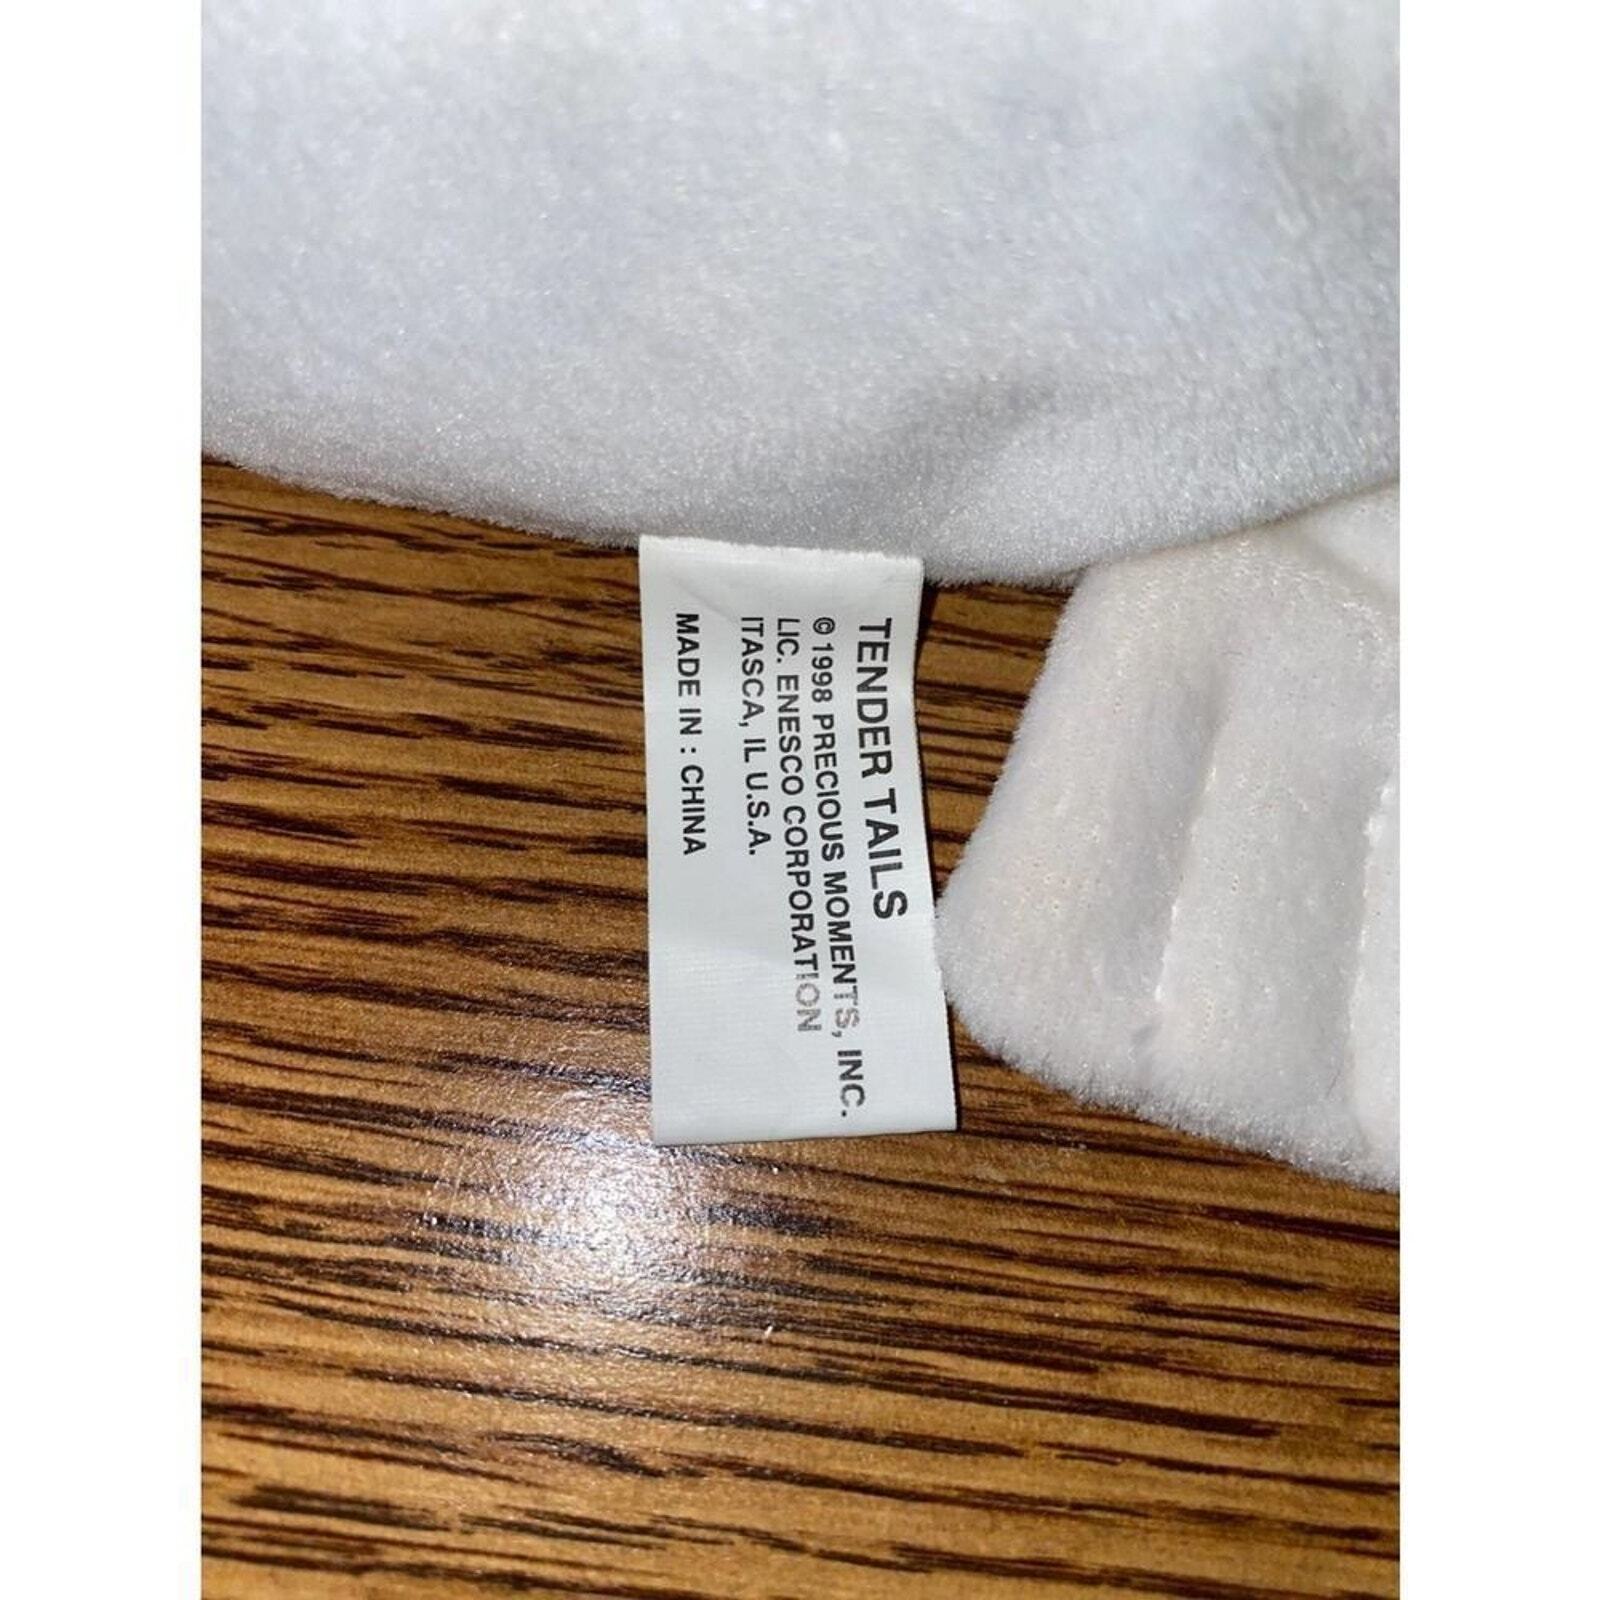 TENDER TAILS
© 1998 PRECIOUS MOMENTS, INC.
LIC. ENESCO CORPORATION
ITASCA, IL U.S.A.
MADE IN : CHINA